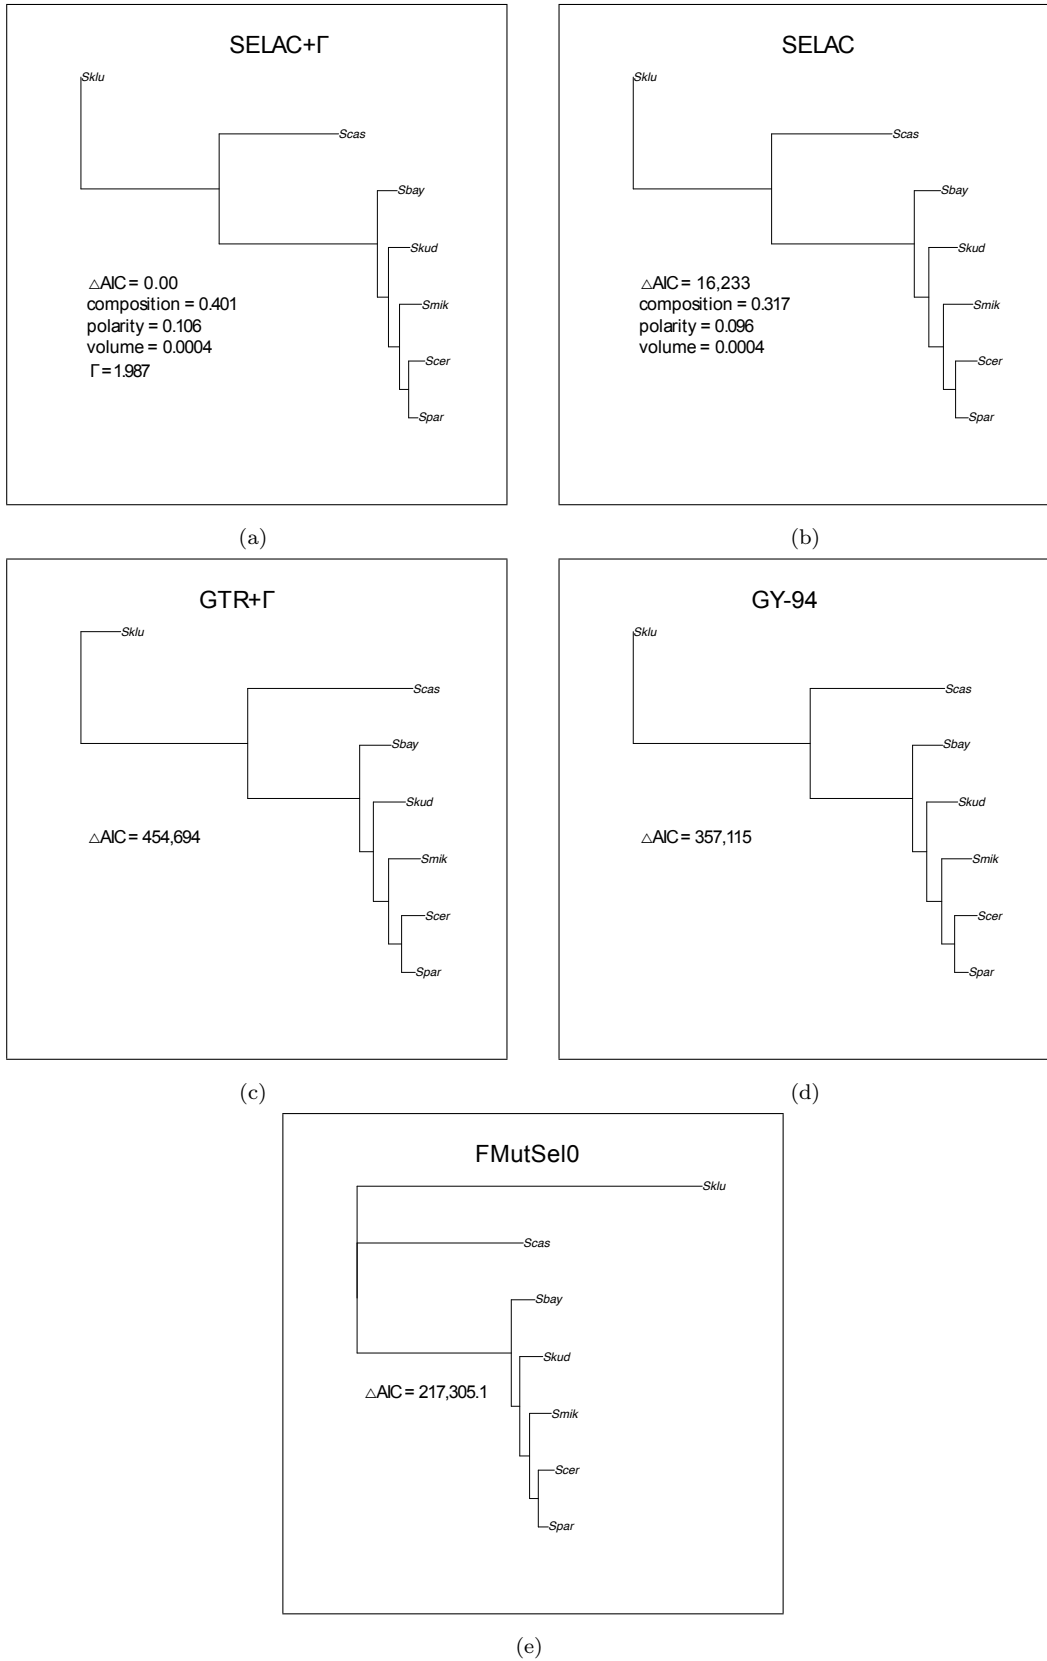 SELAC+Γ
Sklu
Scas
Sbay
Skud
Smik
Scer
Spar
△AIC = 0.00
composition = 0.401
polarity = 0.106
volume = 0.0004
Γ = 1.987
(a)
SELAC
Sklu
Scas
Sbay
Skud
Smik
Scer
Spar
△AIC = 16,233
composition = 0.317
polarity = 0.096
volume = 0.0004
(b)
GTR+Γ
Sklu
Scas
Sbay
Skud
Smik
Scer
Spar
△AIC = 454,694
(c)
GY-94
Sklu
Scas
Sbay
Skud
Smik
Scer
Spar
△AIC = 357,115
(d)
FMutSel0
Sklu
Scas
Sbay
Skud
Smik
Scer
Spar
△AIC = 217,305.1
(e)